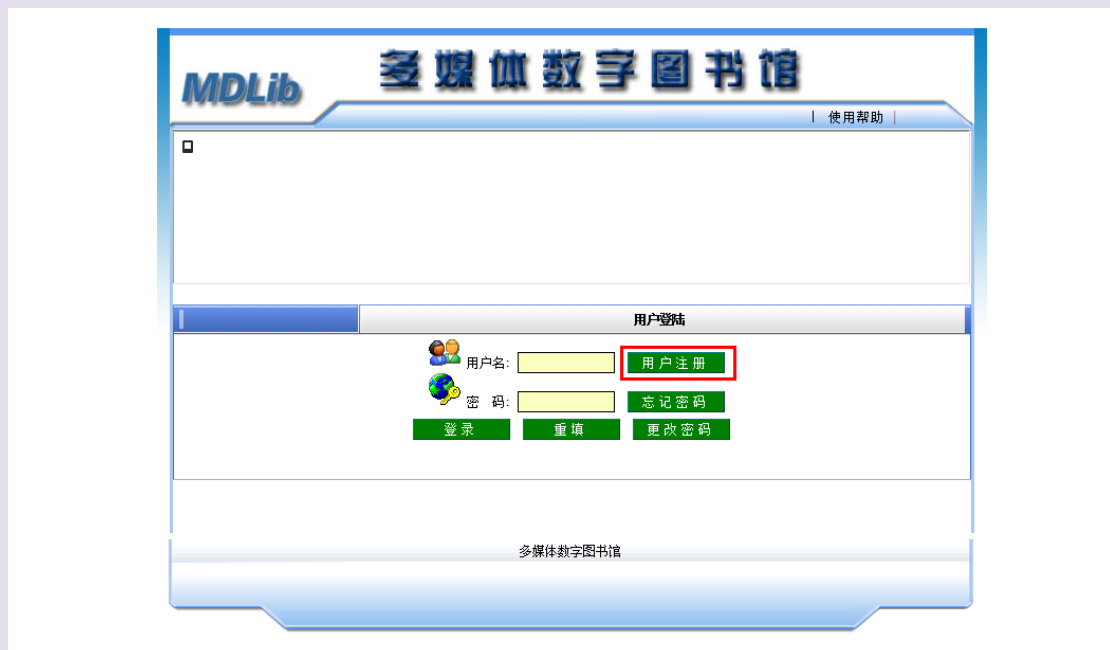 MDLib
多媒体数字图书馆
| 使用帮助 |
用户登陆
用户名: 用户注册
密 码: 忘记密码
登录 重填 更改密码
多媒体数字图书馆